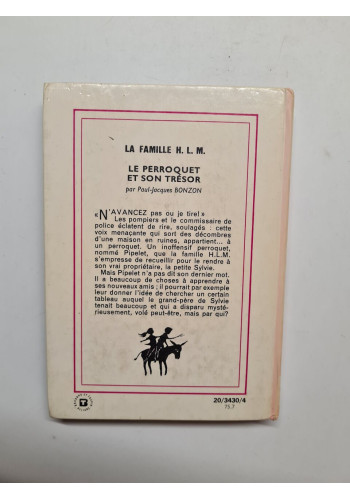 LA FAMILLE H. L. M.
LE PERROQUET
ET SON TRÉSOR
par Paul-Jacques BONZON
« N'AVANCEZ pas ou je tire! »
Les pompiers et le commissaire de
police éclatent de rire, soulagés : cette
voix menaçante qui sort des décombres
d'une maison en ruines, appartient... à
un perroquet. Un inoffensif perroquet,
nommé Pipelet, que la famille H.L.M.
s'empresse de recueillir pour le rendre à
son vrai propriétaire, la petite Sylvie.
Mais Pipelet n'a pas dit son dernier mot.
Il a beaucoup de choses à apprendre à
ses nouveaux amis ; il pourrait par exemple
leur donner l'idée de chercher un certain
tableau auquel le grand-père de Sylvie
tenait beaucoup et qui a disparu mysté-
rieusement, volé peut-être, mais par qui?
20/3430/4
75.7